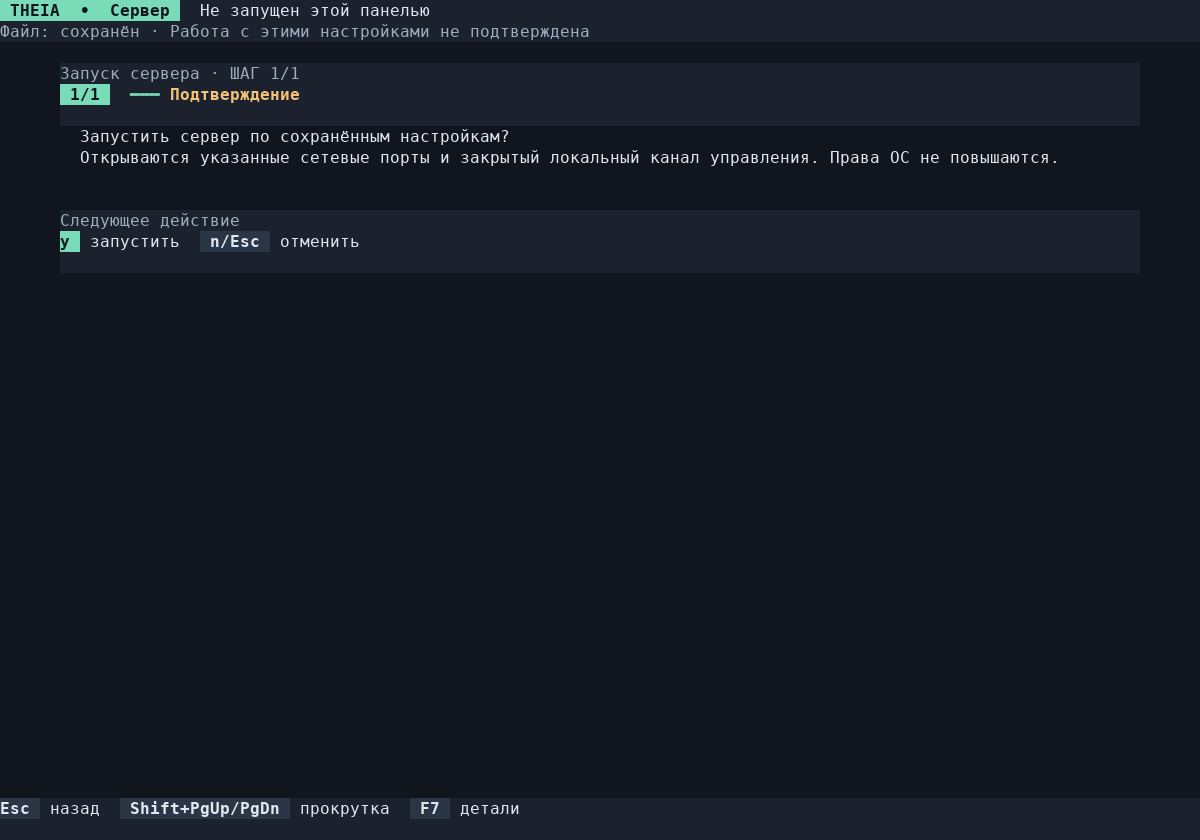 THEIA • Сервер Не запущен этой панелью
Файл: сохранён · Работа с этими настройками не подтверждена
Запуск сервера · ШАГ 1/1
1/1 Подтверждение
Запустить сервер по сохранённым настройкам?
Открываются указанные сетевые порты и закрытый локальный канал управления. Права ОС не повышаются.
Следующее действие
y запустить n/Esc отменить
Esc назад Shift+PgUp/PgDn прокрутка F7 детали